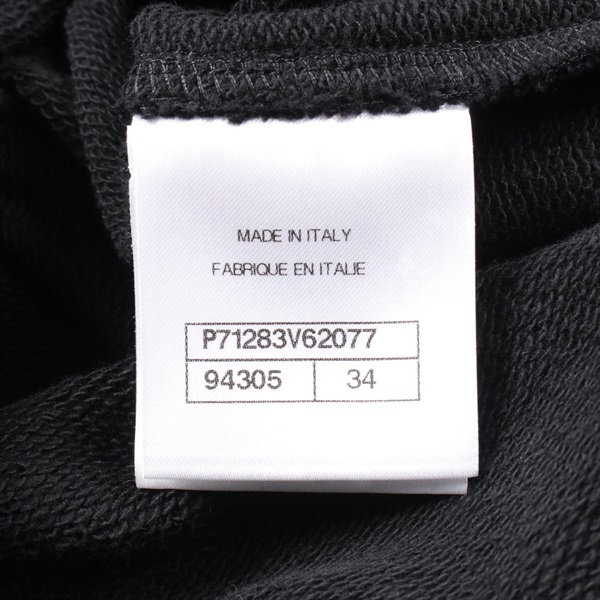 MADE IN ITALY
FABRIQUE EN ITALIE
P71283V62077
94305 34